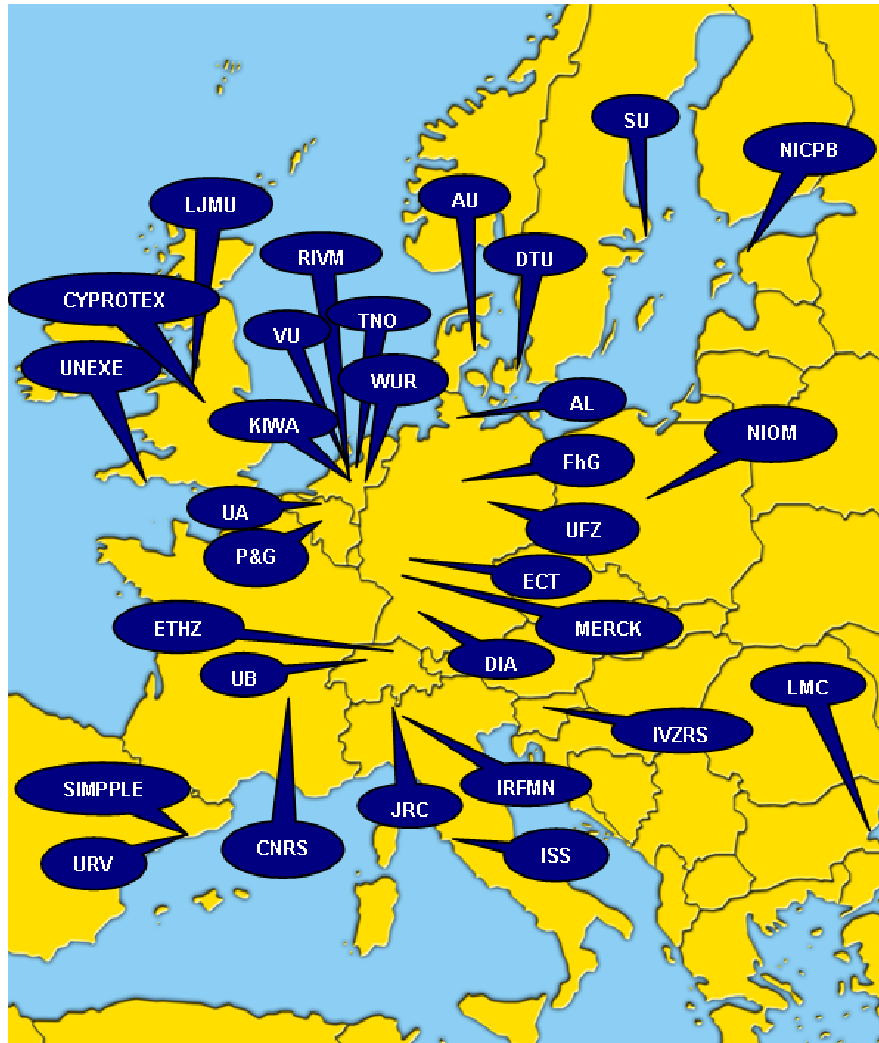 SU
NICPB
LJMU
AU
RIVM
DTU
CYPROTEX
TNO
VU
UNEXE
WUR
AL
KIWA
NIOM
FhG
UA
UFZ
P&G
ECT
ETHZ
MERCK
DIA
UB
LMC
IVZRS
SIMPPLE
IRFMN
JRC
CNRS
ISS
URV